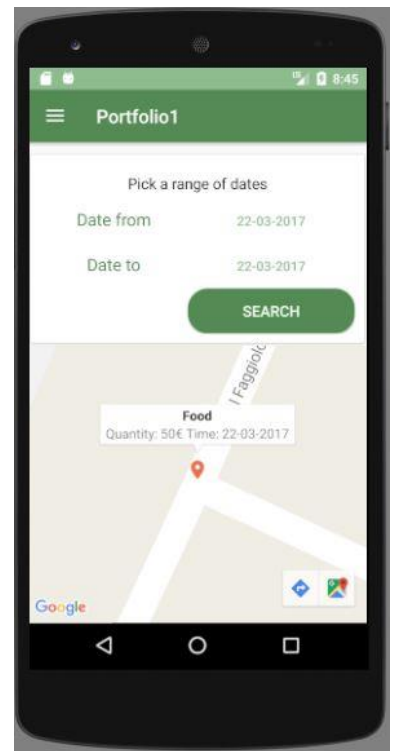 8:45
Portfolio1
Pick a range of dates
Date from 22-03-2017
Date to 22-03-2017
SEARCH
l Faggiolo
Food
Quantity: 50€ Time: 22-03-2017
Google